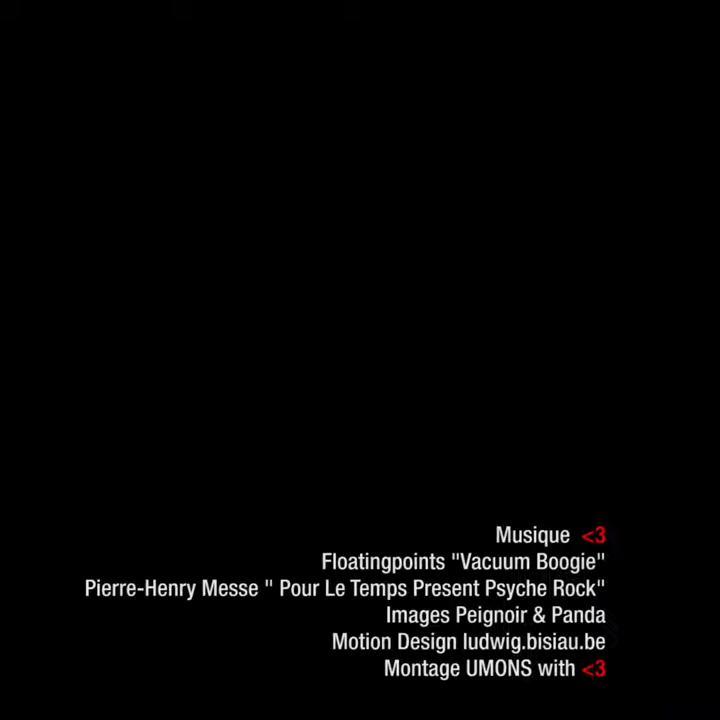 Musique <3
Floatingpoints "Vacuum Boogie"
Pierre-Henry Messe " Pour Le Temps Present Psyche Rock"
Images Peignoir & Panda
Motion Design ludwig.bisiau.be
Montage UMONS with <3